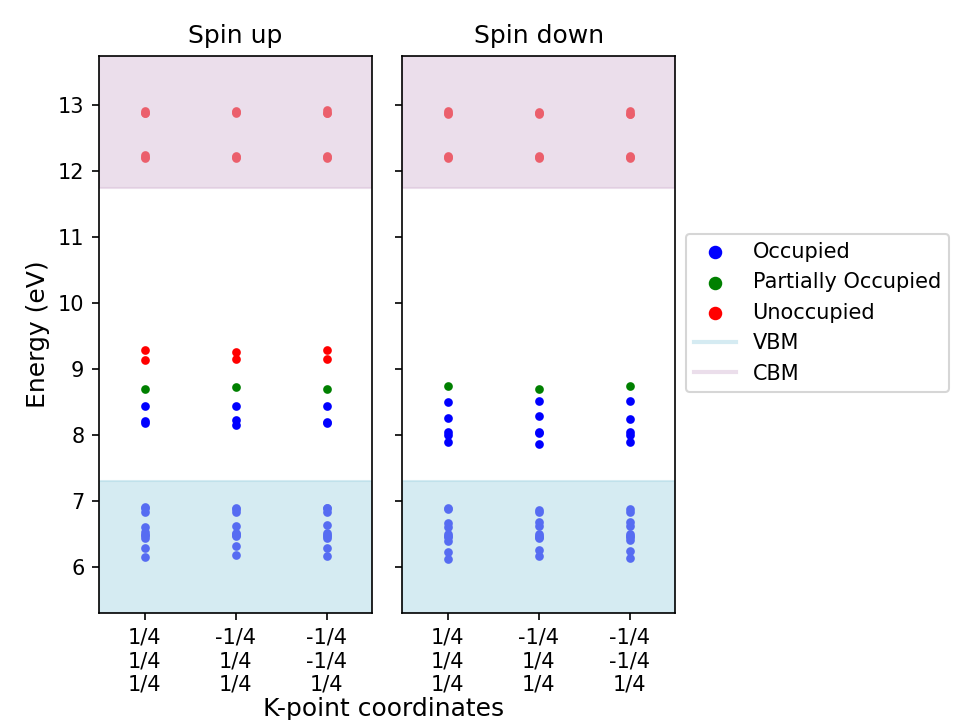 Spin up
Spin down
13
12
11
10
9
8
7
6
Energy (eV)
Occupied
Partially Occupied
Unoccupied
VBM
CBM
1/4 -1/4 -1/4 1/4 -1/4 -1/4
1/4 1/4 -1/4 1/4 1/4 -1/4
1/4 1/4 1/4 1/4 1/4 1/4
K-point coordinates